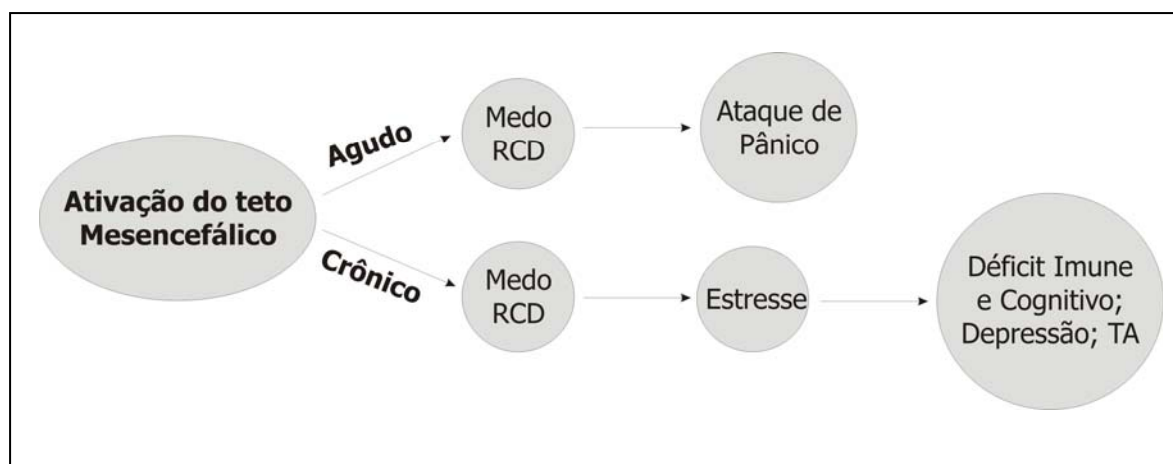 Ativação do teto
Mesencefálico
Agudo
Medo
RCD
Ataque de
Pânico
Crônico
Medo
RCD
Estresse
Déficit Imune
e Cognitivo;
Depressão; TA